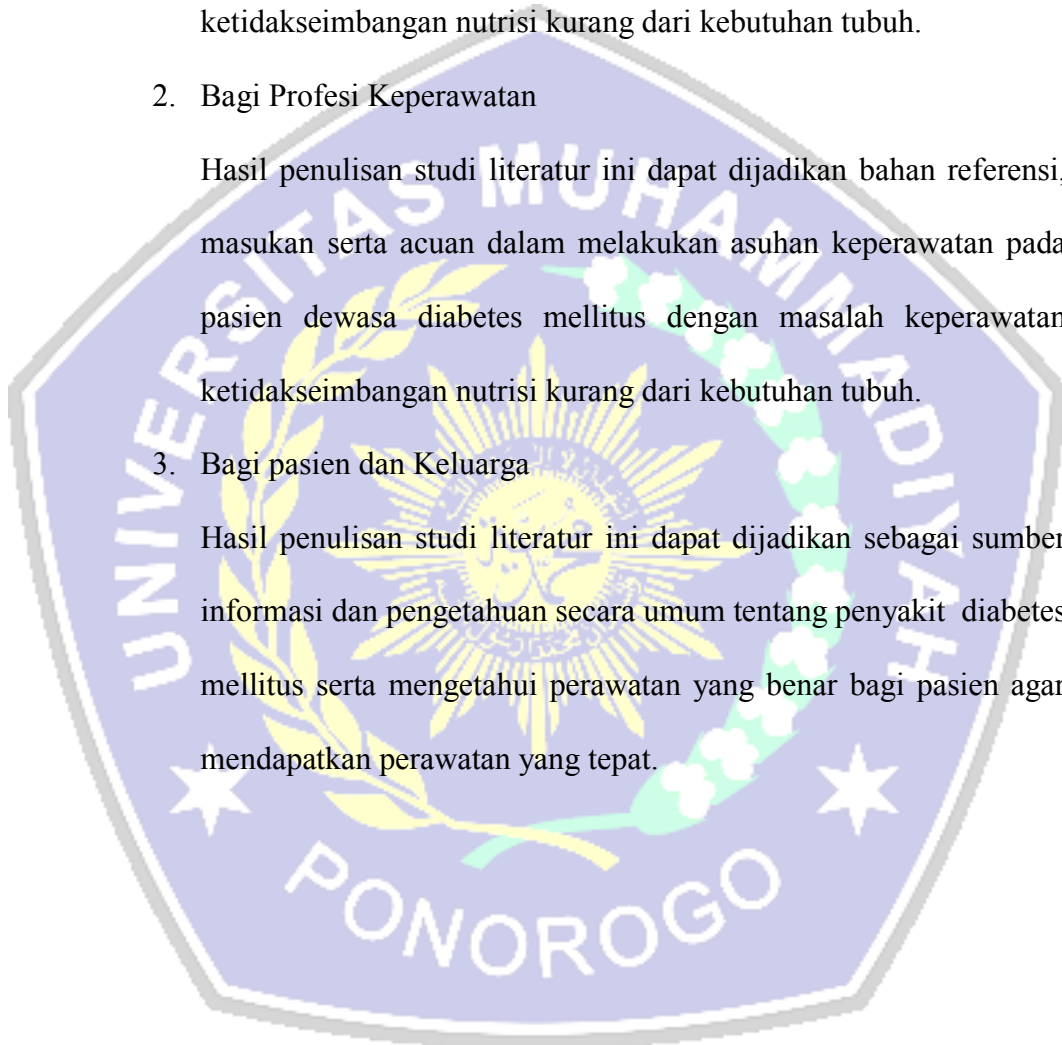 ketidakseimbangan nutrisi kurang dari kebutuhan tubuh.
2. Bagi Profesi Keperawatan
Hasil penulisan studi literatur ini dapat dijadikan bahan referensi,
masukan serta acuan dalam melakukan asuhan keperawatan pada
pasien dewasa diabetes mellitus dengan masalah keperawatan
ketidakseimbangan nutrisi kurang dari kebutuhan tubuh.
3. Bagi pasien dan Keluarga
Hasil penulisan studi literatur ini dapat dijadikan sebagai sumber
informasi dan pengetahuan secara umum tentang penyakit diabetes
mellitus serta mengetahui perawatan yang benar bagi pasien agar
mendapatkan perawatan yang tepat.
UNIVERSITAS MUHAMMADIYAH
PONOROGO